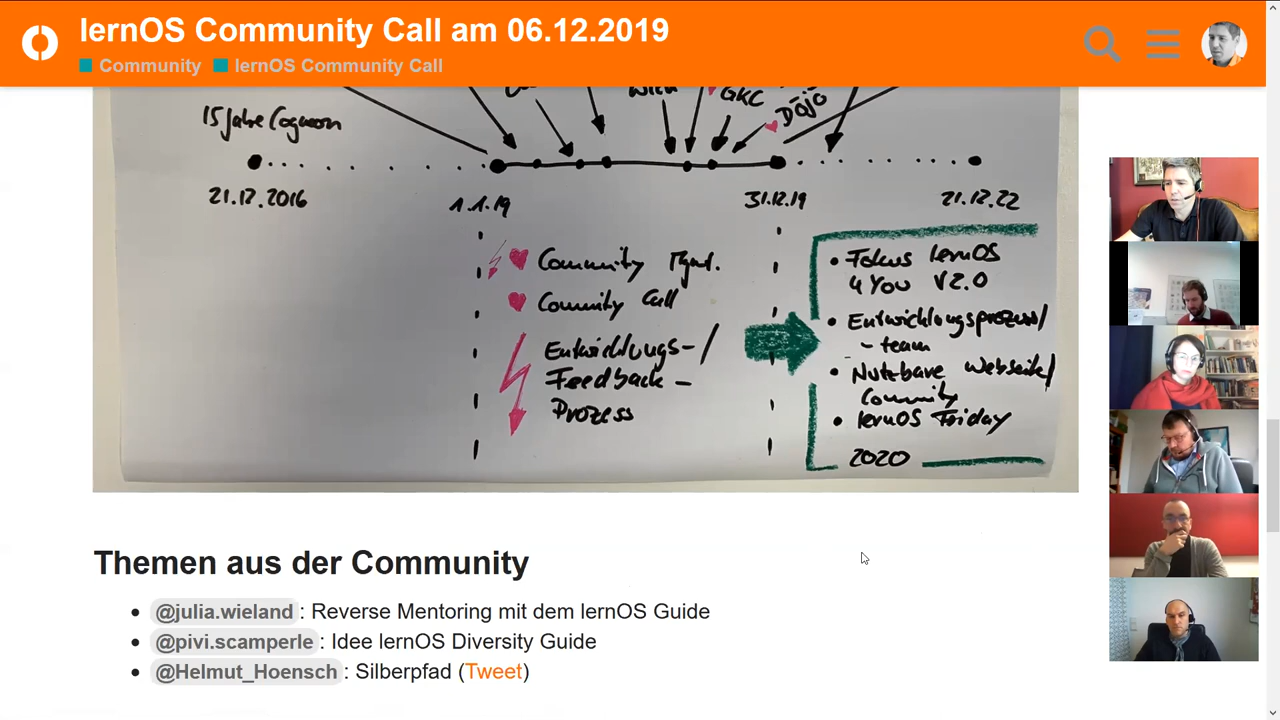 lernOS Community Call am 06.12.2019
Community lernOS Community Call
GKC
Dojo
15 Jahre Cogneon
21.12.2016
1.1.19
31.12.19
21.12.22
Community Mgmt.
Community Call
Entwicklungs-/
Feedback-
Prozess
• Fokus lernOS
4 You V2.0
• Entwicklungsprozess/
-team
• Nutzbare Webseite/
Community
• lernOS Friday
2020
Themen aus der Community
• @julia.wieland: Reverse Mentoring mit dem lernOS Guide
• @pivi.scamperle: Idee lernOS Diversity Guide
• @Helmut_Hoensch: Silberpfad (Tweet)